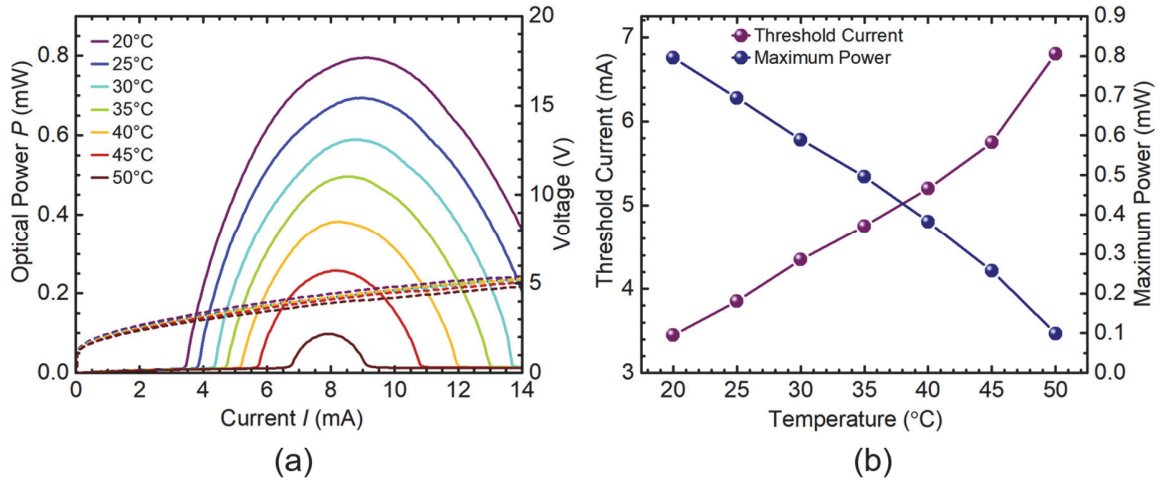 20°C
25°C
30°C
35°C
40°C
45°C
50°C
Optical Power P (mW)
0.0
0.2
0.4
0.6
0.8
0
2
4
6
8
10
12
14
Current I (mA)
0
5
10
15
20
Voltage (V)
(a)
Threshold Current
Maximum Power
Threshold Current (mA)
3
4
5
6
7
20
25
30
35
40
45
50
Temperature (°C)
0.0
0.1
0.2
0.3
0.4
0.5
0.6
0.7
0.8
0.9
Maximum Power (mW)
(b)